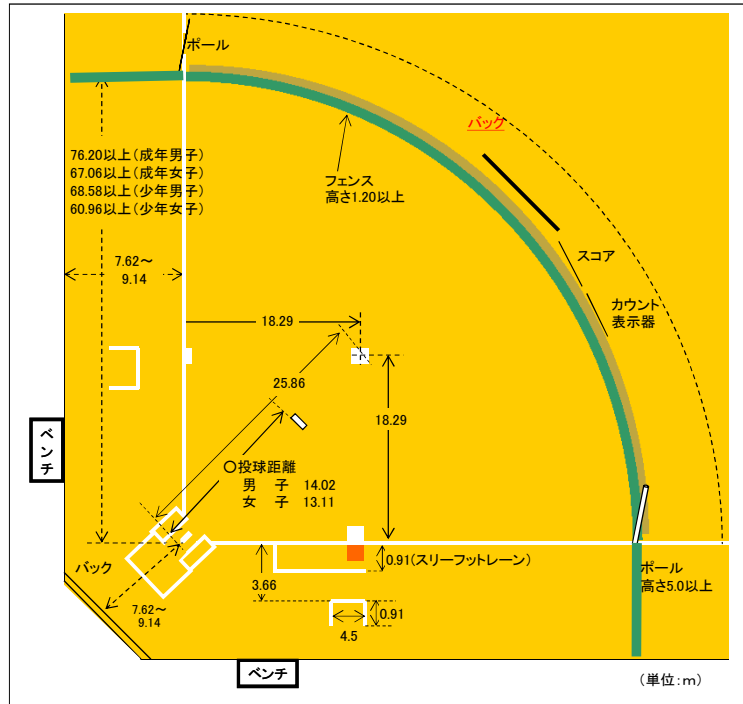 ポール
バック
76.20以上(成年男子)
67.06以上(成年女子)
68.58以上(少年男子)
60.96以上(少年女子)
フェンス
高さ1.20以上
スコア
カウント
表示器
7.62～
9.14
18.29
25.86
18.29
ベンチ
〇投球距離
男 子 14.02
女 子 13.11
0.91(スリーフットレーン)
ポール
高さ5.0以上
バック
3.66
7.62～
9.14
0.91
4.5
ベンチ
(単位:m)